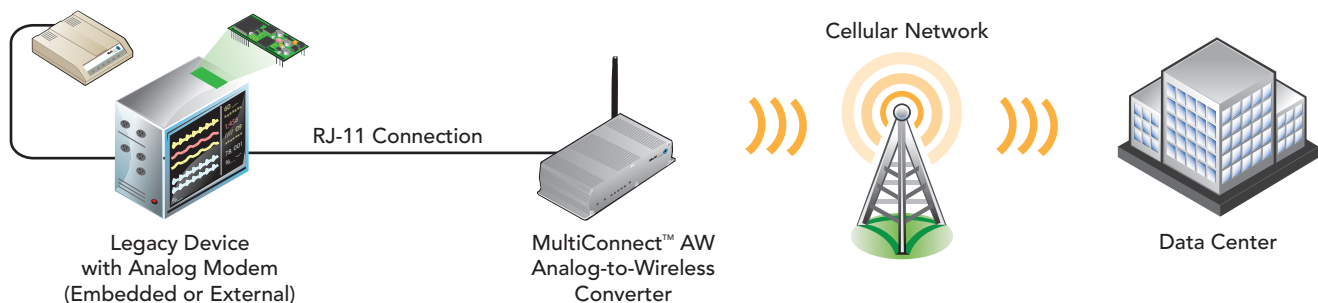 Cellular Network
RJ-11 Connection
Legacy Device
with Analog Modem
(Embedded or External)
MultiConnect™ AW
Analog-to-Wireless
Converter
Data Center